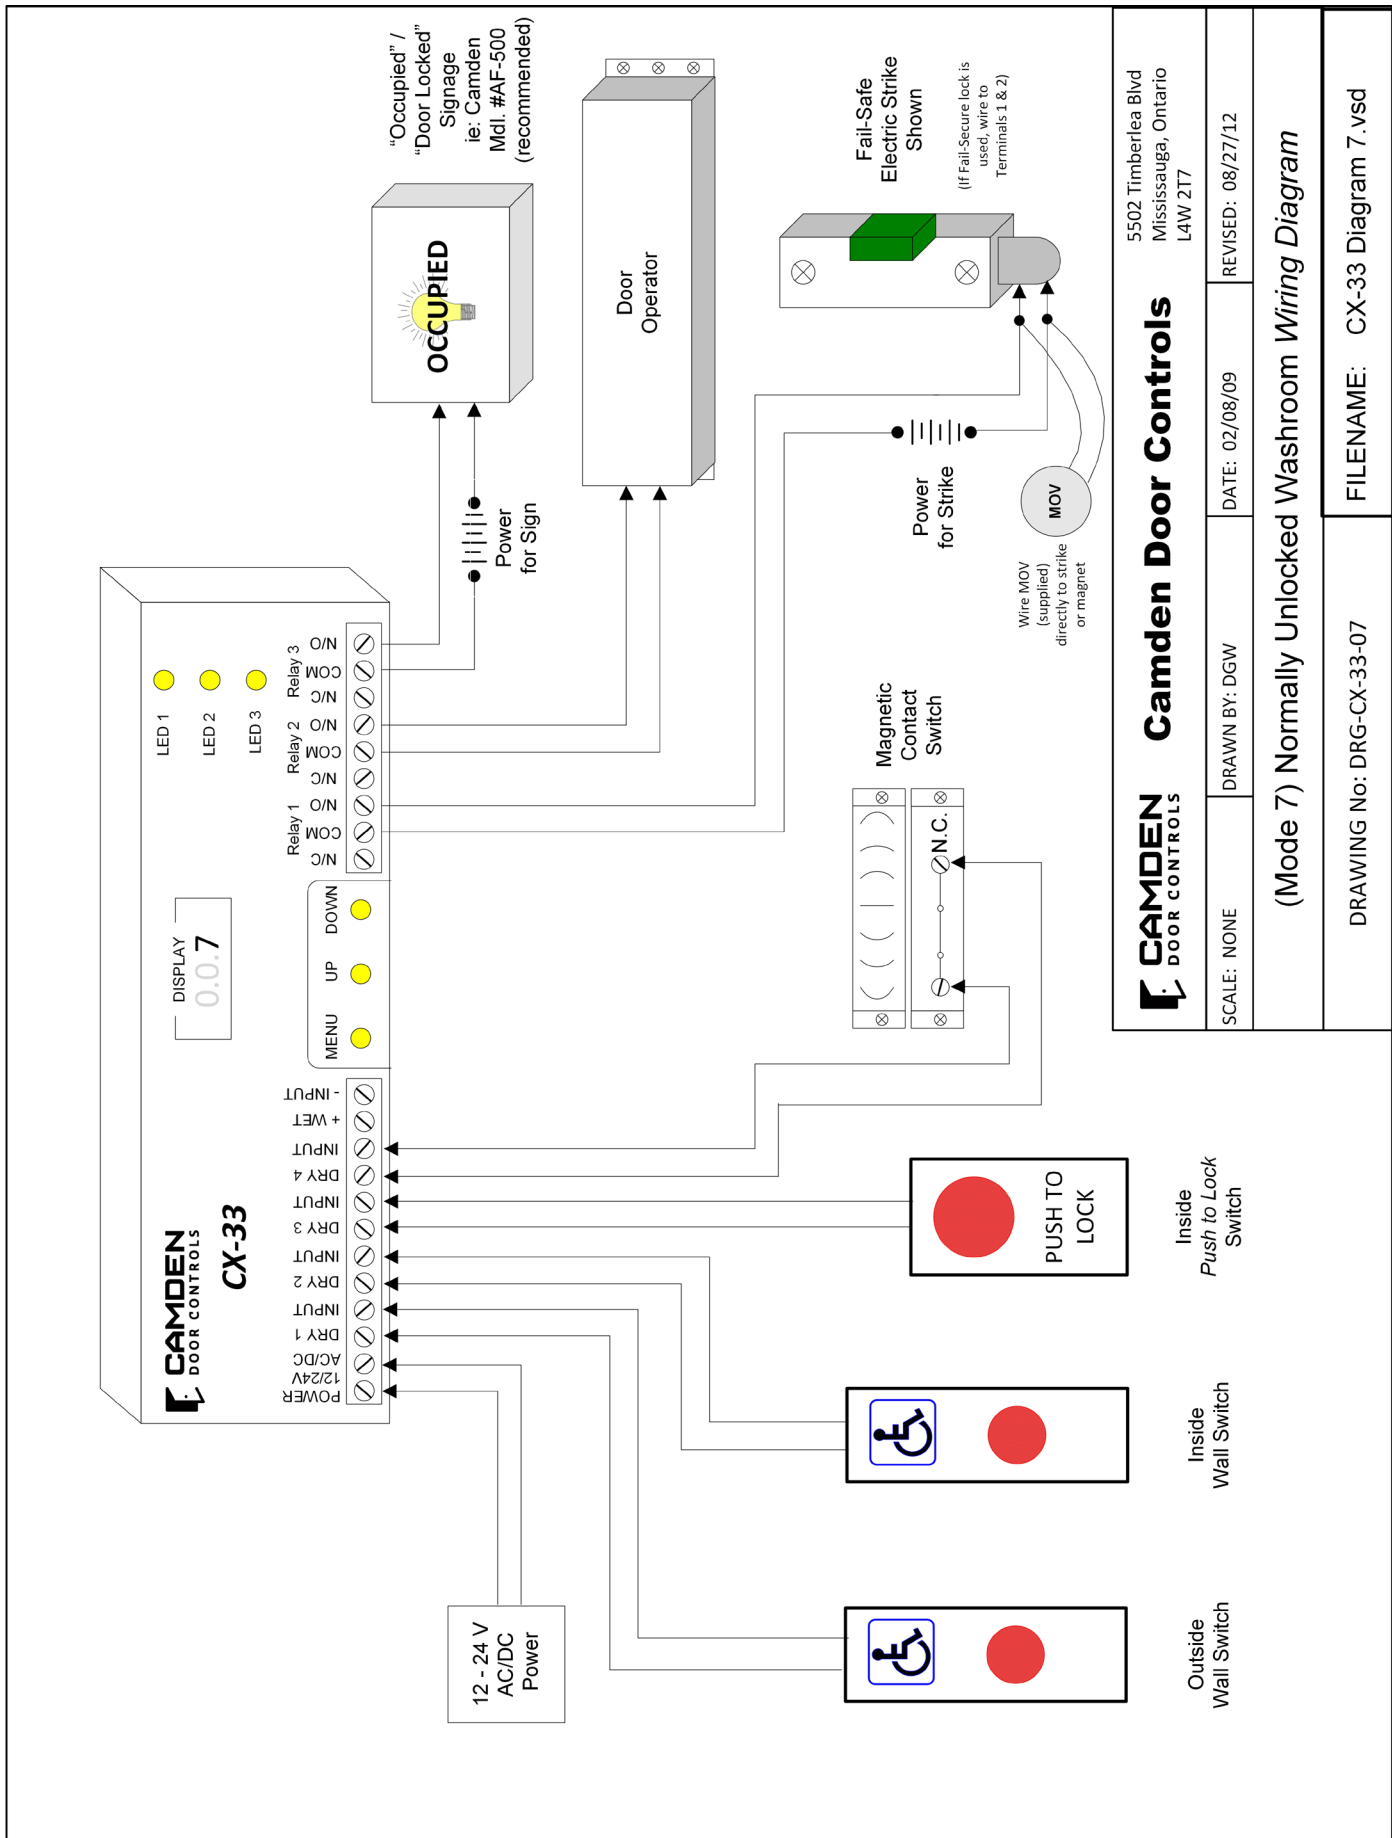 CAMDEN
DOOR CONTROLS
CX-33
DISPLAY
0.0.7
LED 1
LED 2
LED 3
MENU
UP
DOWN
POWER
12/24V
AC/DC
DRY 1
INPUT
DRY 2
INPUT
DRY 3
INPUT
DRY 4
INPUT
+ WET
- INPUT
Relay 1
Relay 2
Relay 3
N/C
COM
N/O
N/C
COM
N/O
N/C
COM
N/O
"Occupied" /
"Door Locked"
Signage
ie: Camden
Mdl. #AF-500
(recommended)
OCCUPIED
Power
for Sign
Door
Operator
Fail-Safe
Electric Strike
Shown
(If Fail-Secure lock is
used, wire to
Terminals 1 & 2)
Power
for Strike
MOV
Wire MOV
(supplied)
directly to strike
or magnet
Magnetic
Contact
Switch
N.C.
12 - 24 V
AC/DC
Power
PUSH TO
LOCK
Outside
Wall Switch
Inside
Wall Switch
Inside
Push to Lock
Switch
CAMDEN
DOOR CONTROLS
Camden Door Controls
5502 Timberlea Blvd
Mississauga, Ontario
L4W 2T7
SCALE: NONE
DRAWN BY: DGW
DATE: 02/08/09
REVISED: 08/27/12
(Mode 7) Normally Unlocked Washroom Wiring Diagram
DRAWING No: DRG-CX-33-07
FILENAME: CX-33 Diagram 7.vsd